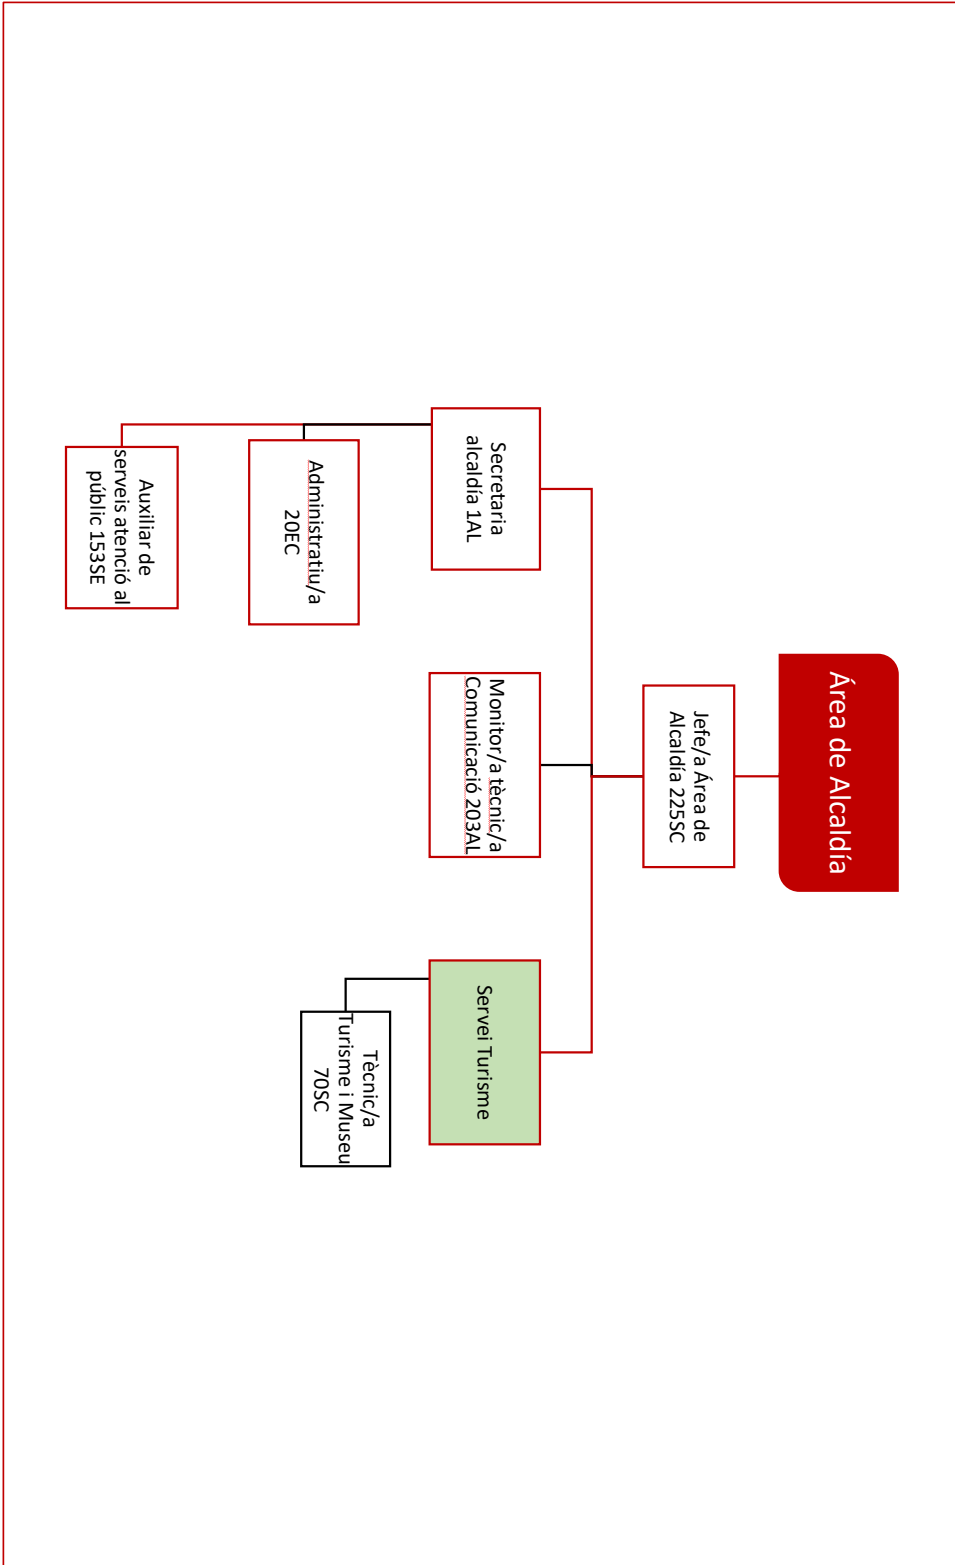 Área de Alcaldía
Jefe/a Área de
Alcaldía 225SC
Secretaria
alcaldía 1AL
Administratiu/a
20EC
Auxiliar de
serveis atenció al
públic 153SE
Monitor/a tècnic/a
Comunicació 203AL
Servei Turisme
Tècnic/a
Turisme i Museu
70SC